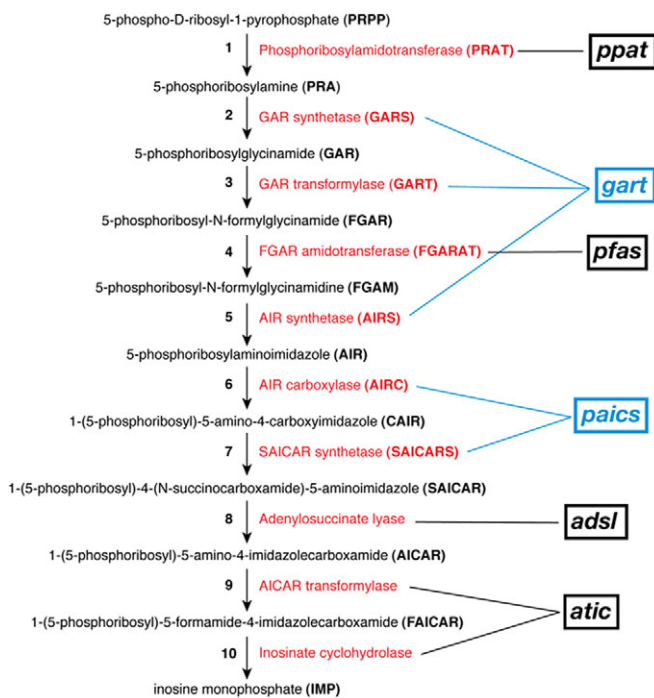 5-phospho-D-ribosyl-1-pyrophosphate (PRPP)
1 Phosphoribosylamidotransferase (PRAT) ppat
5-phosphoribosylamine (PRA)
2 GAR synthetase (GARS)
5-phosphoribosylglycinamide (GAR)
3 GAR transformylase (GART) gart
5-phosphoribosyl-N-formylglycinamide (FGAR)
4 FGAR amidotransferase (FGARAT) pfas
5-phosphoribosyl-N-formylglycinamidine (FGAM)
5 AIR synthetase (AIRS)
5-phosphoribosylaminoimidazole (AIR)
6 AIR carboxylase (AIRC)
1-(5-phosphoribosyl)-5-amino-4-carboxyimidazole (CAIR) paics
7 SAICAR synthetase (SAICARS)
1-(5-phosphoribosyl)-4-(N-succinocarboxamide)-5-aminoimidazole (SAICAR)
8 Adenylosuccinate lyase adsl
1-(5-phosphoribosyl)-5-amino-4-imidazolecarboxamide (AICAR)
9 AICAR transformylase atic
1-(5-phosphoribosyl)-5-formamide-4-imidazolecarboxamide (FAICAR)
10 Inosinate cyclohydrolase
inosine monophosphate (IMP)